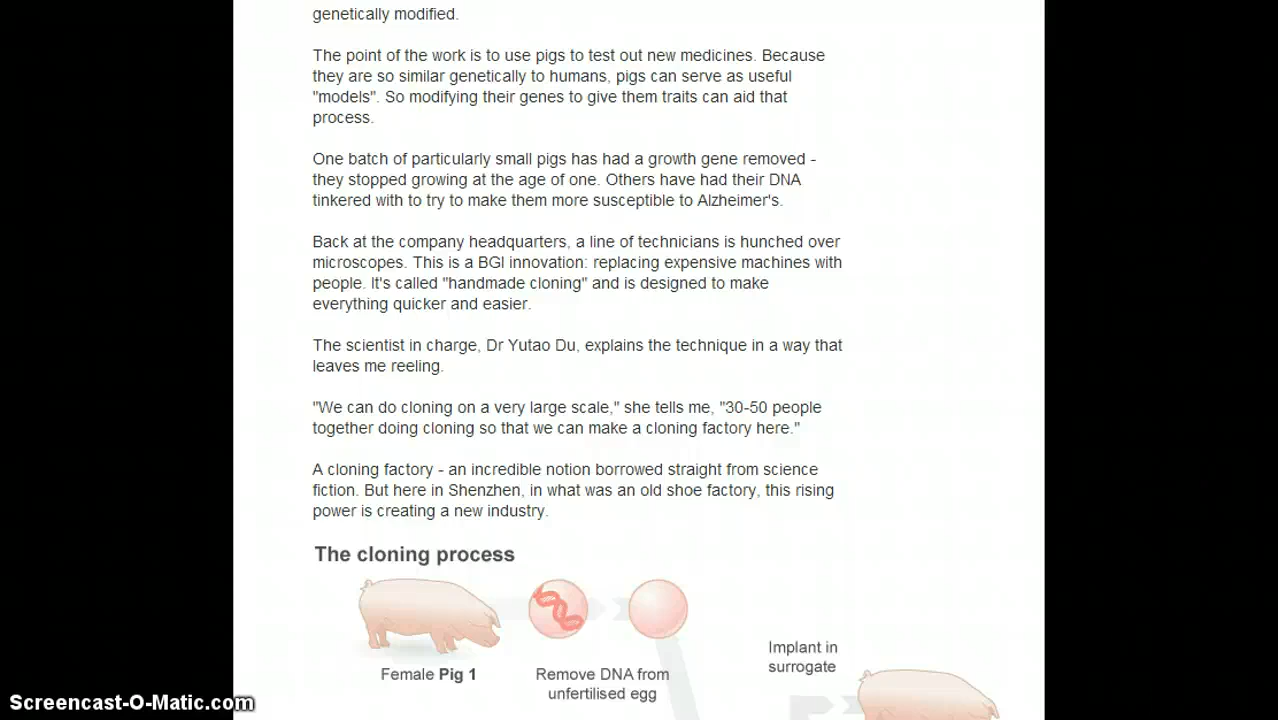 genetically modified.
The point of the work is to use pigs to test out new medicines. Because
they are so similar genetically to humans, pigs can serve as useful
"models". So modifying their genes to give them traits can aid that
process.
One batch of particularly small pigs has had a growth gene removed -
they stopped growing at the age of one. Others have had their DNA
tinkered with to try to make them more susceptible to Alzheimer's.
Back at the company headquarters, a line of technicians is hunched over
microscopes. This is a BGI innovation: replacing expensive machines with
people. It's called "handmade cloning" and is designed to make
everything quicker and easier.
The scientist in charge, Dr Yutao Du, explains the technique in a way that
leaves me reeling.
"We can do cloning on a very large scale," she tells me, "30-50 people
together doing cloning so that we can make a cloning factory here."
A cloning factory - an incredible notion borrowed straight from science
fiction. But here in Shenzhen, in what was an old shoe factory, this rising
power is creating a new industry.
The cloning process
Female Pig 1
Remove DNA from
unfertilised egg
Implant in
surrogate
Screencast-O-Matic.com